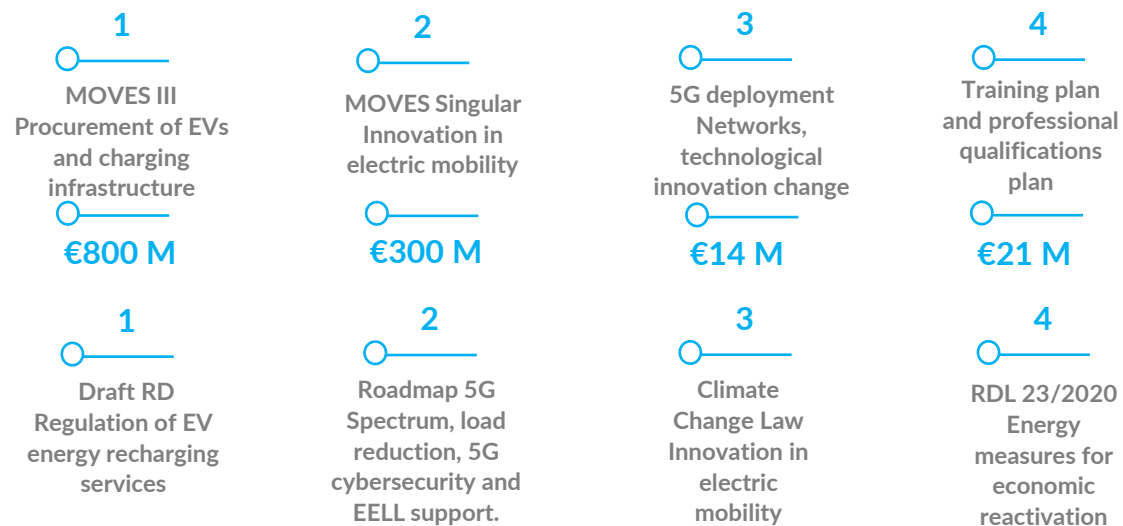 1
MOVES III
Procurement of EVs
and charging
infrastructure
€800 M
2
MOVES Singular
Innovation in
electric mobility
€300 M
3
5G deployment
Networks,
technological
innovation change
€14 M
4
Training plan
and professional
qualifications
plan
€21 M
1
Draft RD
Regulation of EV
energy recharging
services
2
Roadmap 5G
Spectrum, load
reduction, 5G
cybersecurity and
EELL support.
3
Climate
Change Law
Innovation in
electric
mobility
4
RDL 23/2020
Energy
measures for
economic
reactivation